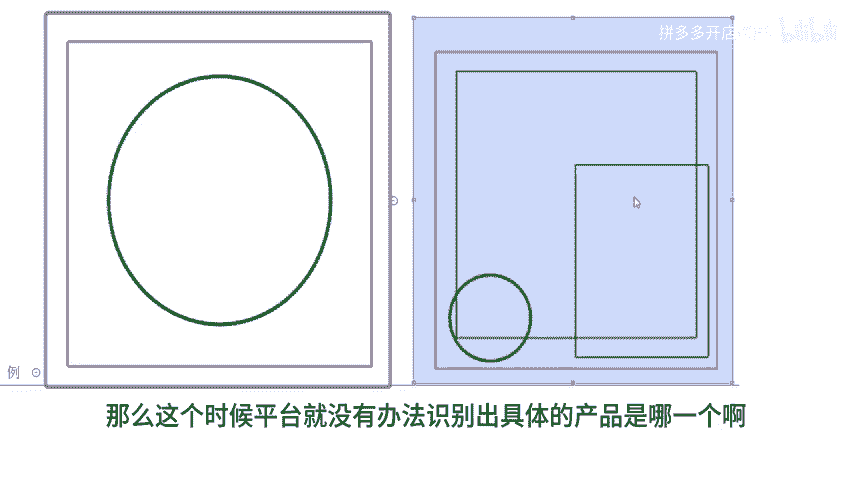 拼多多开店
例
那么这个时候平台就没有办法识别出具体的产品是哪一个啊